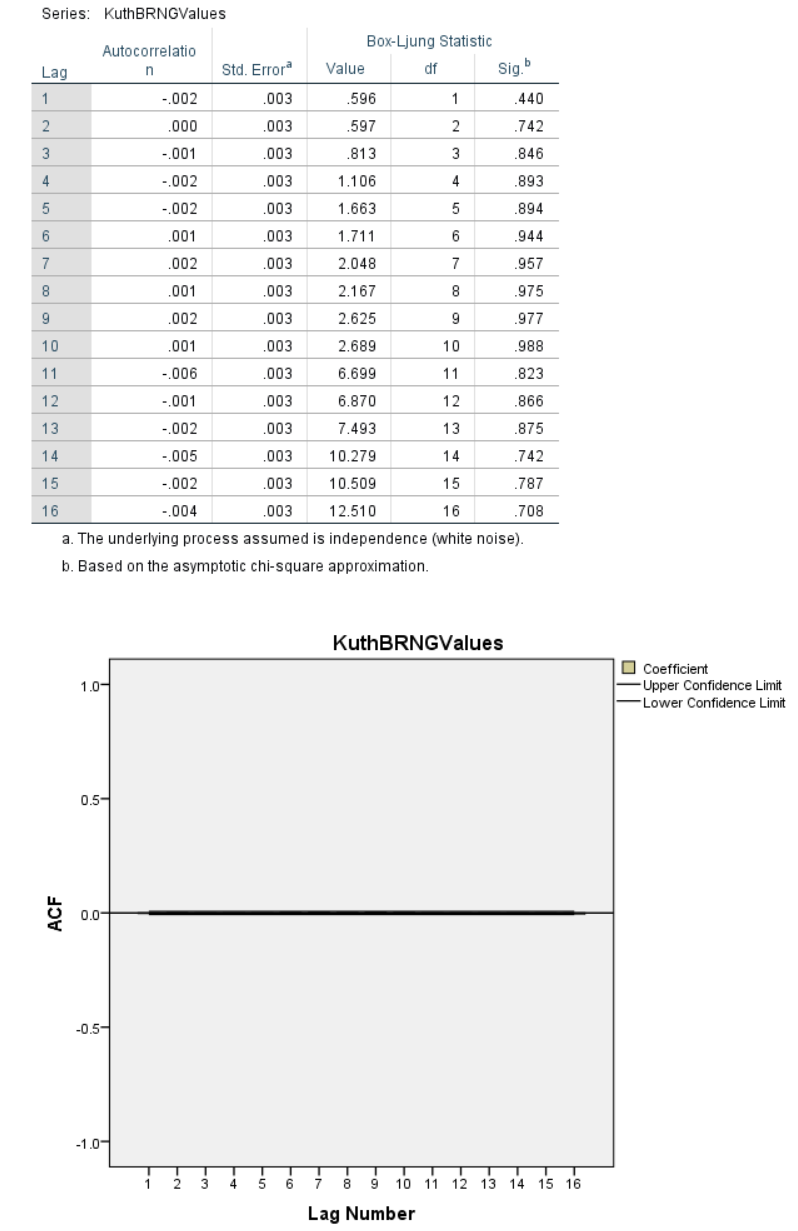 Series: KuthBRNGValues
Box-Ljung Statistic
Autocorrelatio
Lag n Std. Errorᵃ Value df Sig.ᵇ
1 -.002 .003 .596 1 .440
2 .000 .003 .597 2 .742
3 -.001 .003 .813 3 .846
4 -.002 .003 1.106 4 .893
5 -.002 .003 1.663 5 .894
6 .001 .003 1.711 6 .944
7 .002 .003 2.048 7 .957
8 .001 .003 2.167 8 .975
9 .002 .003 2.625 9 .977
10 .001 .003 2.689 10 .988
11 -.006 .003 6.699 11 .823
12 -.001 .003 6.870 12 .866
13 -.002 .003 7.493 13 .875
14 -.005 .003 10.279 14 .742
15 -.002 .003 10.509 15 .787
16 -.004 .003 12.510 16 .708
a. The underlying process assumed is independence (white noise).
b. Based on the asymptotic chi-square approximation.
KuthBRNGValues
Coefficient
Upper Confidence Limit
Lower Confidence Limit
1.0
0.5
0.0
-0.5
-1.0
ACF
1 2 3 4 5 6 7 8 9 10 11 12 13 14 15 16
Lag Number